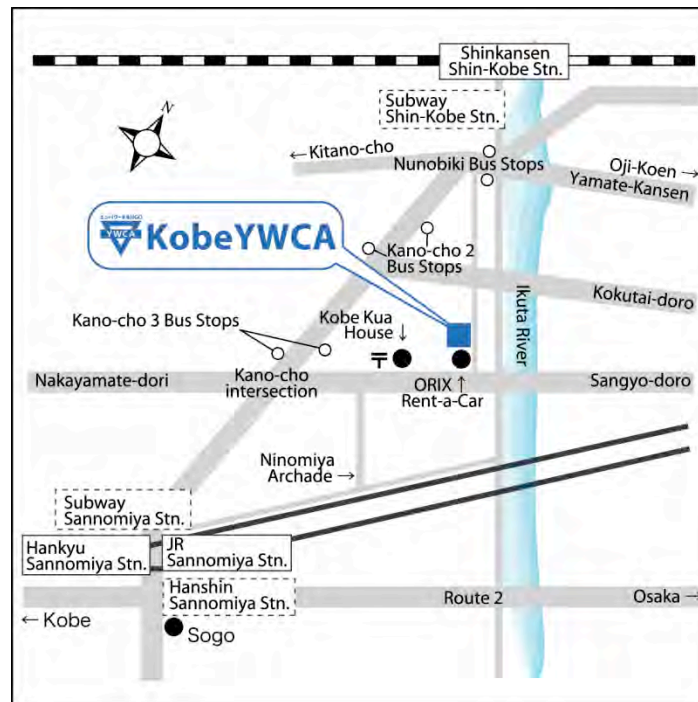 Shinkansen
Shin-Kobe Stn.
Subway
Shin-Kobe Stn.
N
← Kitano-cho
Nunobiki Bus Stops
Oji-Koen →
Yamate-Kansen
YWCA
KobeYWCA
Kano-cho 2
Bus Stops
Kokutai-doro
Ikuta River
Kano-cho 3 Bus Stops
Kobe Kua
House ↓
〒
Nakayamate-dori
Kano-cho
intersection
ORIX ↑
Rent-a-Car
Sangyo-doro
Ninomiya
Archade →
Subway
Sannomiya Stn.
Hankyu
Sannomiya Stn.
JR
Sannomiya Stn.
Hanshin
Sannomiya Stn.
Route 2
Osaka →
← Kobe
Sogo